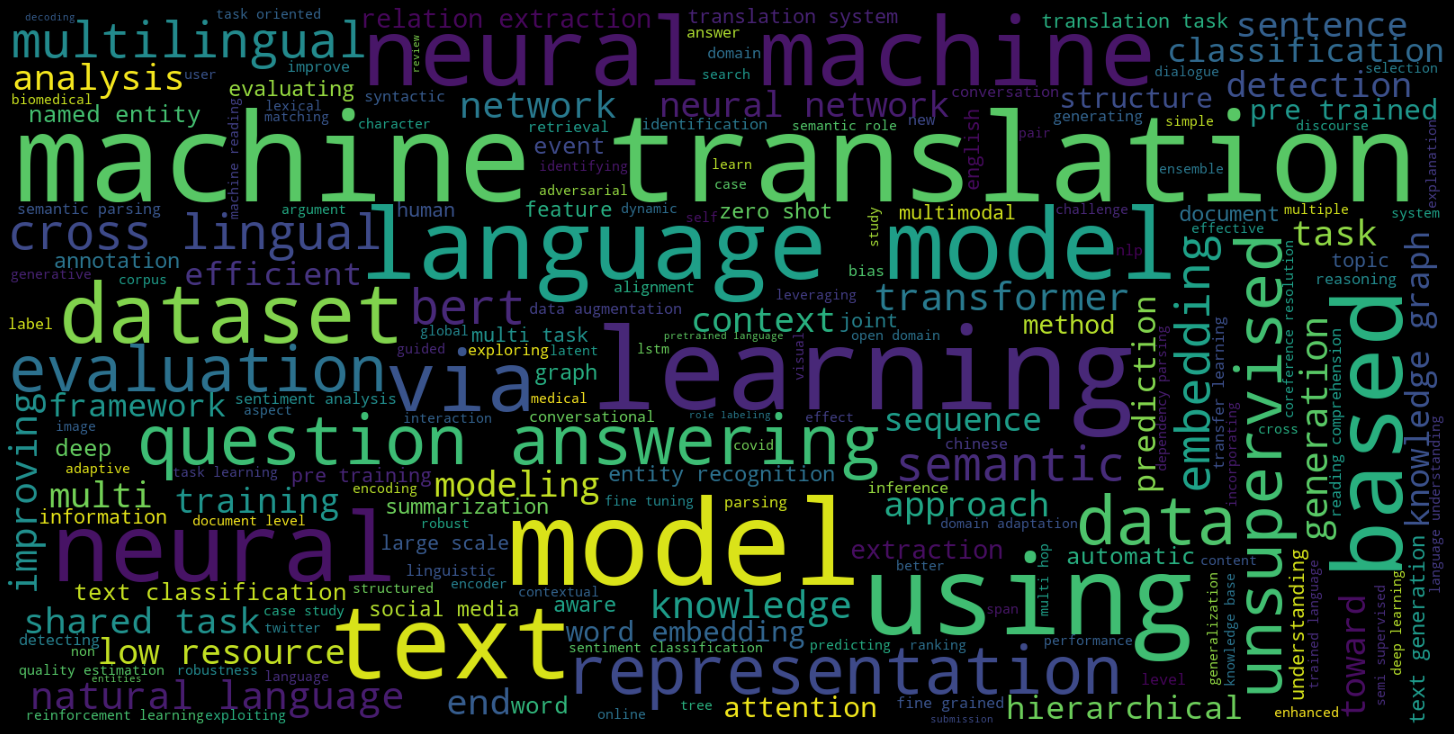 decoding
task oriented
relation extraction
translation system
translation task
sentence
multilingual
neural machine
answer
domain
search
classification
analysis
user
improve
review
dialogue
selection
biomedical
evaluating
syntactic
network
neural network
conversation
structure
detection
pre trained
named entity
lexical
matching
machine reading
character
retrieval
identification
semantic role
new
generating
simple
discourse
event
identifying
english
pair
explanation
machine translation
learn
case
adversarial
ensemble
semantic parsing
argument
human
feature
dynamic
self
zero shot
study
multimodal
challenge
document
multiple
system
effective
task
cross lingual
language model
nlp
annotation
efficient
bias
topic
reasoning
generative
corpus
alignment
leveraging
transformer
embedding
unsupervised
coreference resolution
knowledge graph
dataset
bert
data augmentation
context
joint
method
label
global
multi task
pretrained language
open domain
based
guided
exploring
latent
lstm
visual
learning
prediction
dependency parsing
transfer learning
generation
reading comprehension
evaluation
via
graph
framework
sentiment analysis
medical
aspect
interaction
conversational
role labeling
effect
sequence
incorporating
cross
language understanding
improving
image
deep
question answering
covid
chinese
semantic
adaptive
task learning
pre training
entity recognition
multi
training
encoding
modeling
fine tuning
parsing
inference
approach
information
document level
summarization
robust
domain adaptation
data
neural
large scale
model
extraction
better
using
multi hop
automatic
content
linguistic
encoder
contextual
structured
text classification
generalization
knowledge base
understanding
trained language
toward
semi supervised
deep learning
text generation
shared task
case study
social media
aware
knowledge
span
detecting
twitter
text
word embedding
predicting
ranking
performance
non
low resource
sentiment classification
quality estimation
robustness
language
representation
level
entities
natural language
end
word
tree
attention
fine grained
hierarchical
enhanced
reinforcement learning
exploiting
online
submission